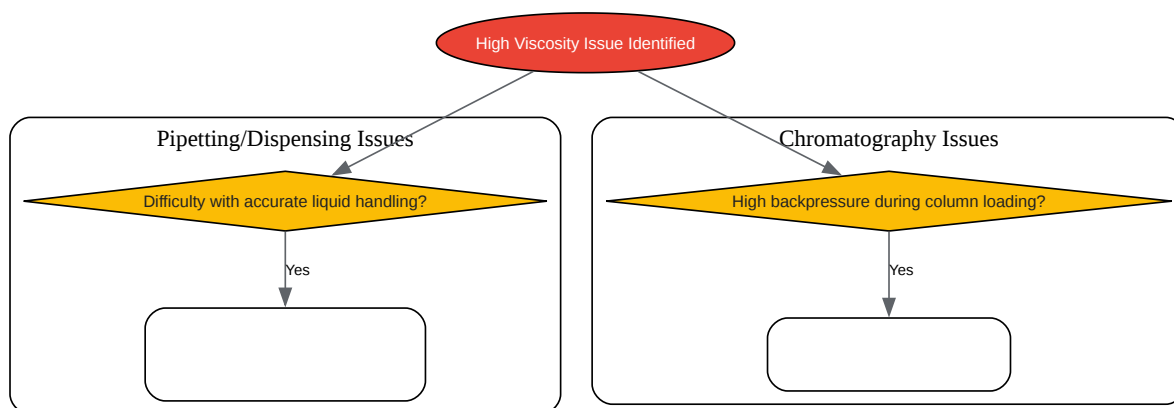 High Viscosity Issue Identified
Pipetting/Dispensing Issues
Chromatography Issues
Difficulty with accurate liquid handling?
High backpressure during column loading?
Yes
Yes